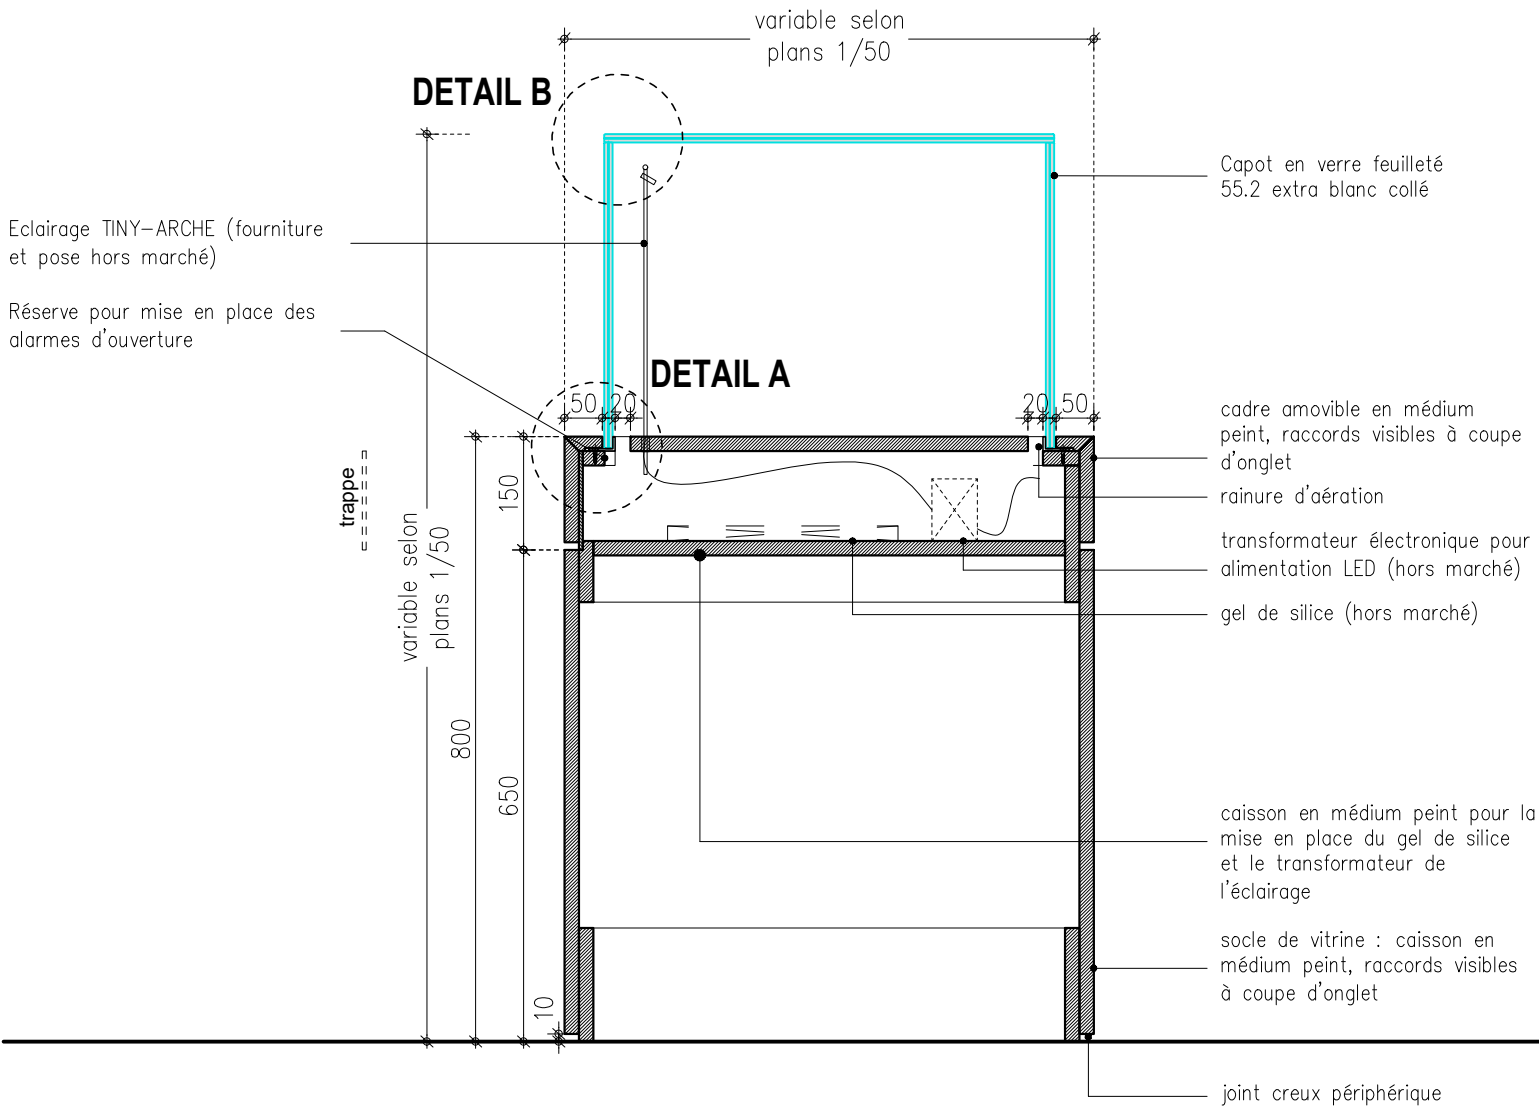 variable selon
plans 1/50
DETAIL B
Capot en verre feuilleté
55.2 extra blanc collé
Eclairage TINY-ARCHE (fourniture
et pose hors marché)
Réserve pour mise en place des
alarmes d'ouverture
DETAIL A
50
20
20
50
cadre amovible en médium
peint, raccords visibles à coupe
d'onglet
rainure d'aération
trappe
150
variable selon
plans 1/50
transformateur électronique pour
alimentation LED (hors marché)
gel de silice (hors marché)
800
650
caisson en médium peint pour la
mise en place du gel de silice
et le transformateur de
l'éclairage
socle de vitrine : caisson en
médium peint, raccords visibles
à coupe d'onglet
10
joint creux périphérique